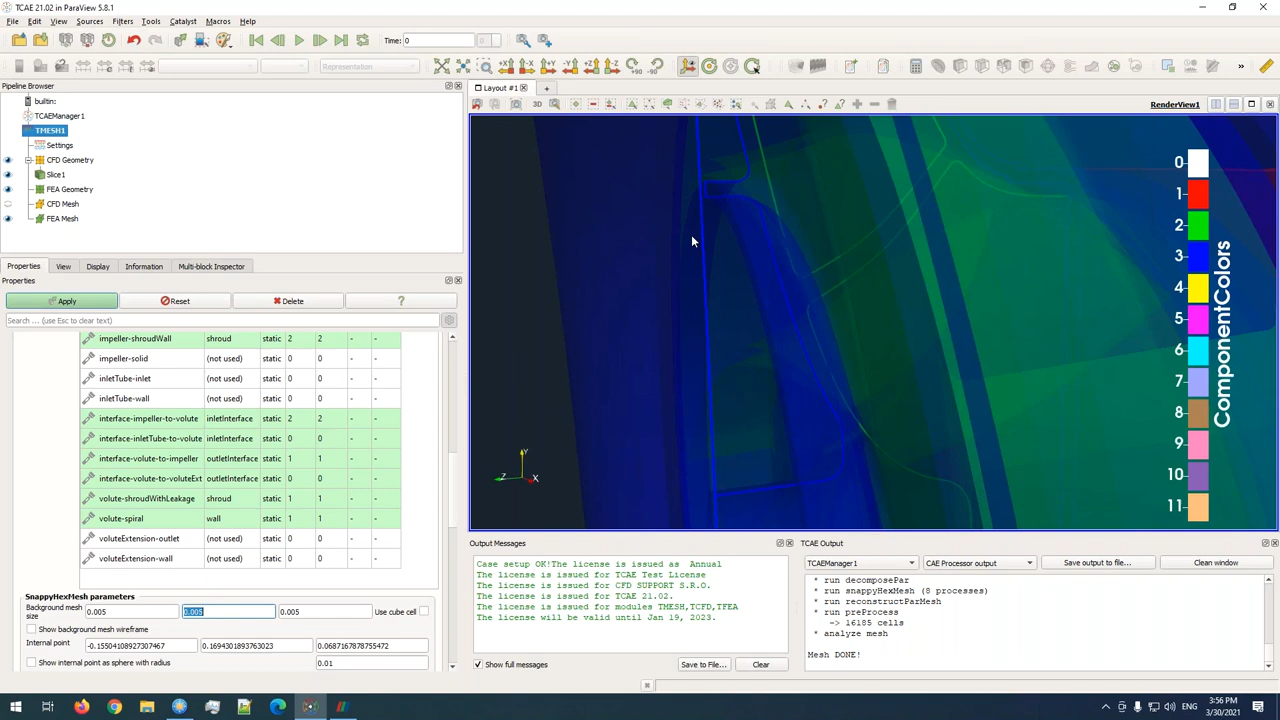 TCAE 21.02 in ParaView 5.8.1
File Edit View Sources Filters Tools Catalyst Macros Help
Time: 0 0
Representation
Pipeline Browser
Layout #1
RenderView1
builtin:
TCAEManager1
TMESH1
Settings
CFD Geometry
Slice1
FEA Geometry
CFD Mesh
FEA Mesh
Properties View Display Information Multi-block Inspector
Properties
Apply Reset Delete ?
Search ... (use Esc to clear text)
impeller-shroudWall shroud static 2 2 - -
impeller-solid (not used) static 0 0 - -
inletTube-inlet (not used) static 0 0 - -
inletTube-wall (not used) static 0 0 - -
interface-impeller-to-volute inletInterface static 2 2 - -
interface-inletTube-to-volute inletInterface static 0 0 - -
interface-volute-to-impeller outletInterface static 1 1 - -
interface-volute-to-voluteExt outletInterface static 0 0 - -
volute-shroudWithLeakage shroud static 1 1 - -
volute-spiral wall static 1 1 - -
voluteExtension-outlet (not used) static 0 0 - -
voluteExtension-wall (not used) static 0 0 - -
SnappyHexMesh parameters
Background mesh size 0.005 0.005 0.005 Use cube cell
Show background mesh wireframe
Internal point -0.15504108927307467 0.1694301893763023 0.0687167878755472
Show internal point as sphere with radius 0.01
0
1
2
3
4
5
6
7
8
9
10
11
ComponentColors
Y
Z
X
Output Messages
Case setup OK!The license is issued as Annual
The license is issued for TCAE Test License
The license is issued for CFD SUPPORT S.R.O.
The license is issued for TCAE 21.02.
The license is issued for modules TMESH,TCFD,TFEA
The license will be valid until Jan 19, 2023.
Show full messages Save to File... Clear
TCAE Output
TCAEManager1 CAE Processor output Save output to file... Clean window
* run decomposePar
* run snappyHexMesh (8 processes)
* run reconstructParMesh
* run preProcess
-> 16185 cells
* analyze mesh
Mesh DONE!
ENG
3:56 PM
3/30/2021